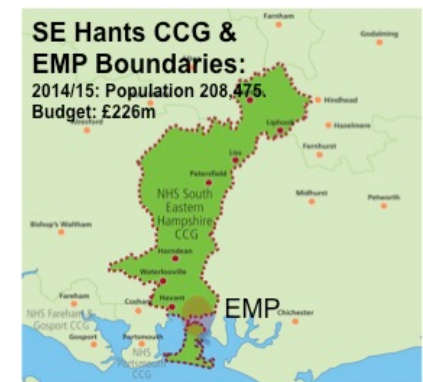 SE Hants CCG &
EMP Boundaries:
2014/15: Population 208,475.
Budget: £226m
Farnham
Godalming
Hindhead
Haslemere
Liphook
Fernhurst
Liss
Petersfield
Midhurst
Petworth
NHS South
Eastern
Hampshire
CCG
Bishop's Waltham
Horndean
Waterlooville
Fareham
Havant
Cosham
EMP
Chichester
NHS Fareham &
Gosport CCG
Gosport
Portsmouth
NHS
Portsmouth
CCG